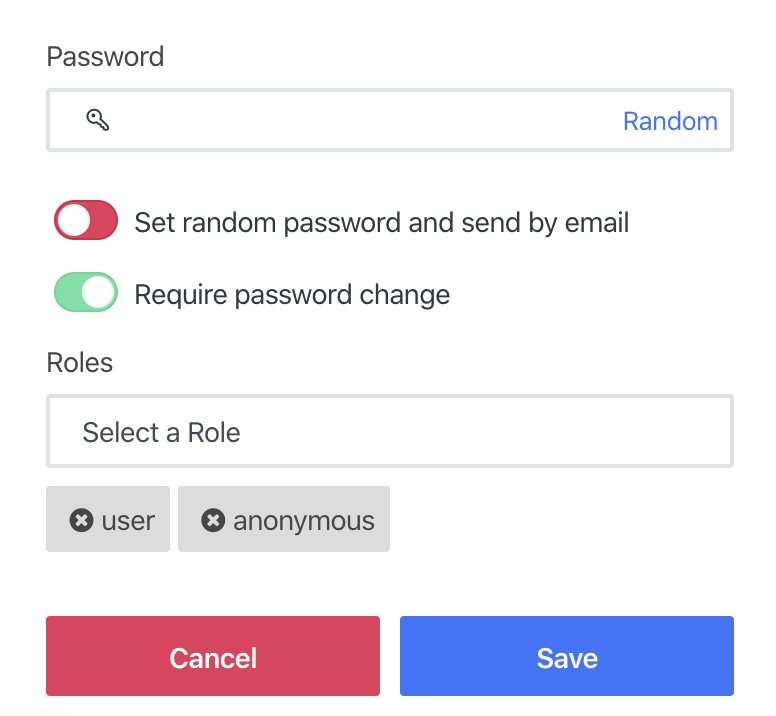 Password
Random
Set random password and send by email
Require password change
Roles
Select a Role
user anonymous
Cancel Save